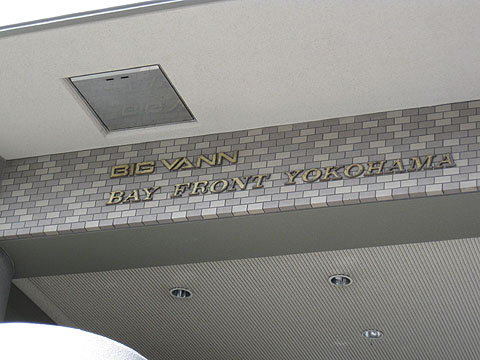 BIG VANN
BAY FRONT YOKOHAMA